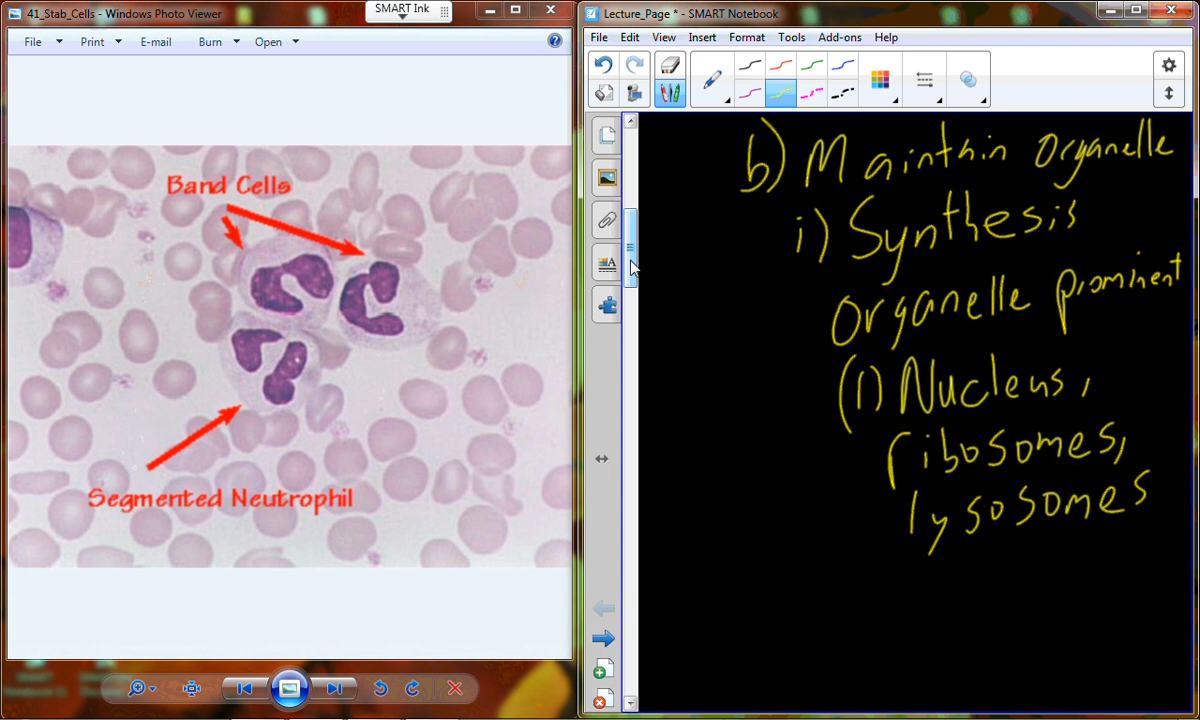 41_Stab_Cells - Windows Photo Viewer
SMART Ink
File Print E-mail Burn Open
Band Cells
Segmented Neutrophil
Lecture_Page * - SMART Notebook
File Edit View Insert Format Tools Add-ons Help
b) Maintain Organelle
i) Synthesis
Organelle prominent
(1) Nucleus,
ribosomes,
lysosomes